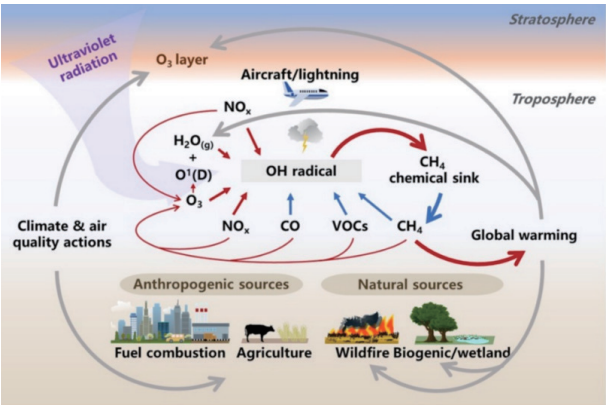 Stratosphere
Ultraviolet
radiation
O₃ layer
Aircraft/lightning
Troposphere
NOₓ
H₂O(g)
+
O¹(D)
OH radical
CH₄
chemical sink
O₃
Climate & air
quality actions
NOₓ
CO
VOCs
CH₄
Global warming
Anthropogenic sources
Natural sources
Fuel combustion
Agriculture
Wildfire
Biogenic/wetland